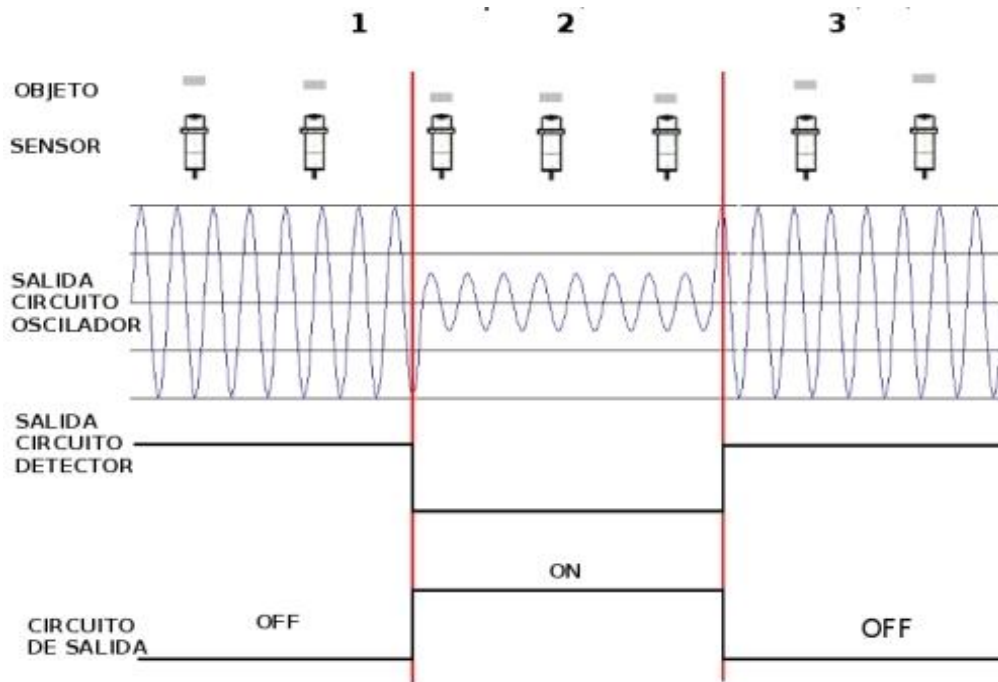 1 2 3
OBJETO
SENSOR
SALIDA
CIRCUITO
OSCILADOR
SALIDA
CIRCUITO
DETECTOR
ON
OFF
OFF
CIRCUITO
DE SALIDA